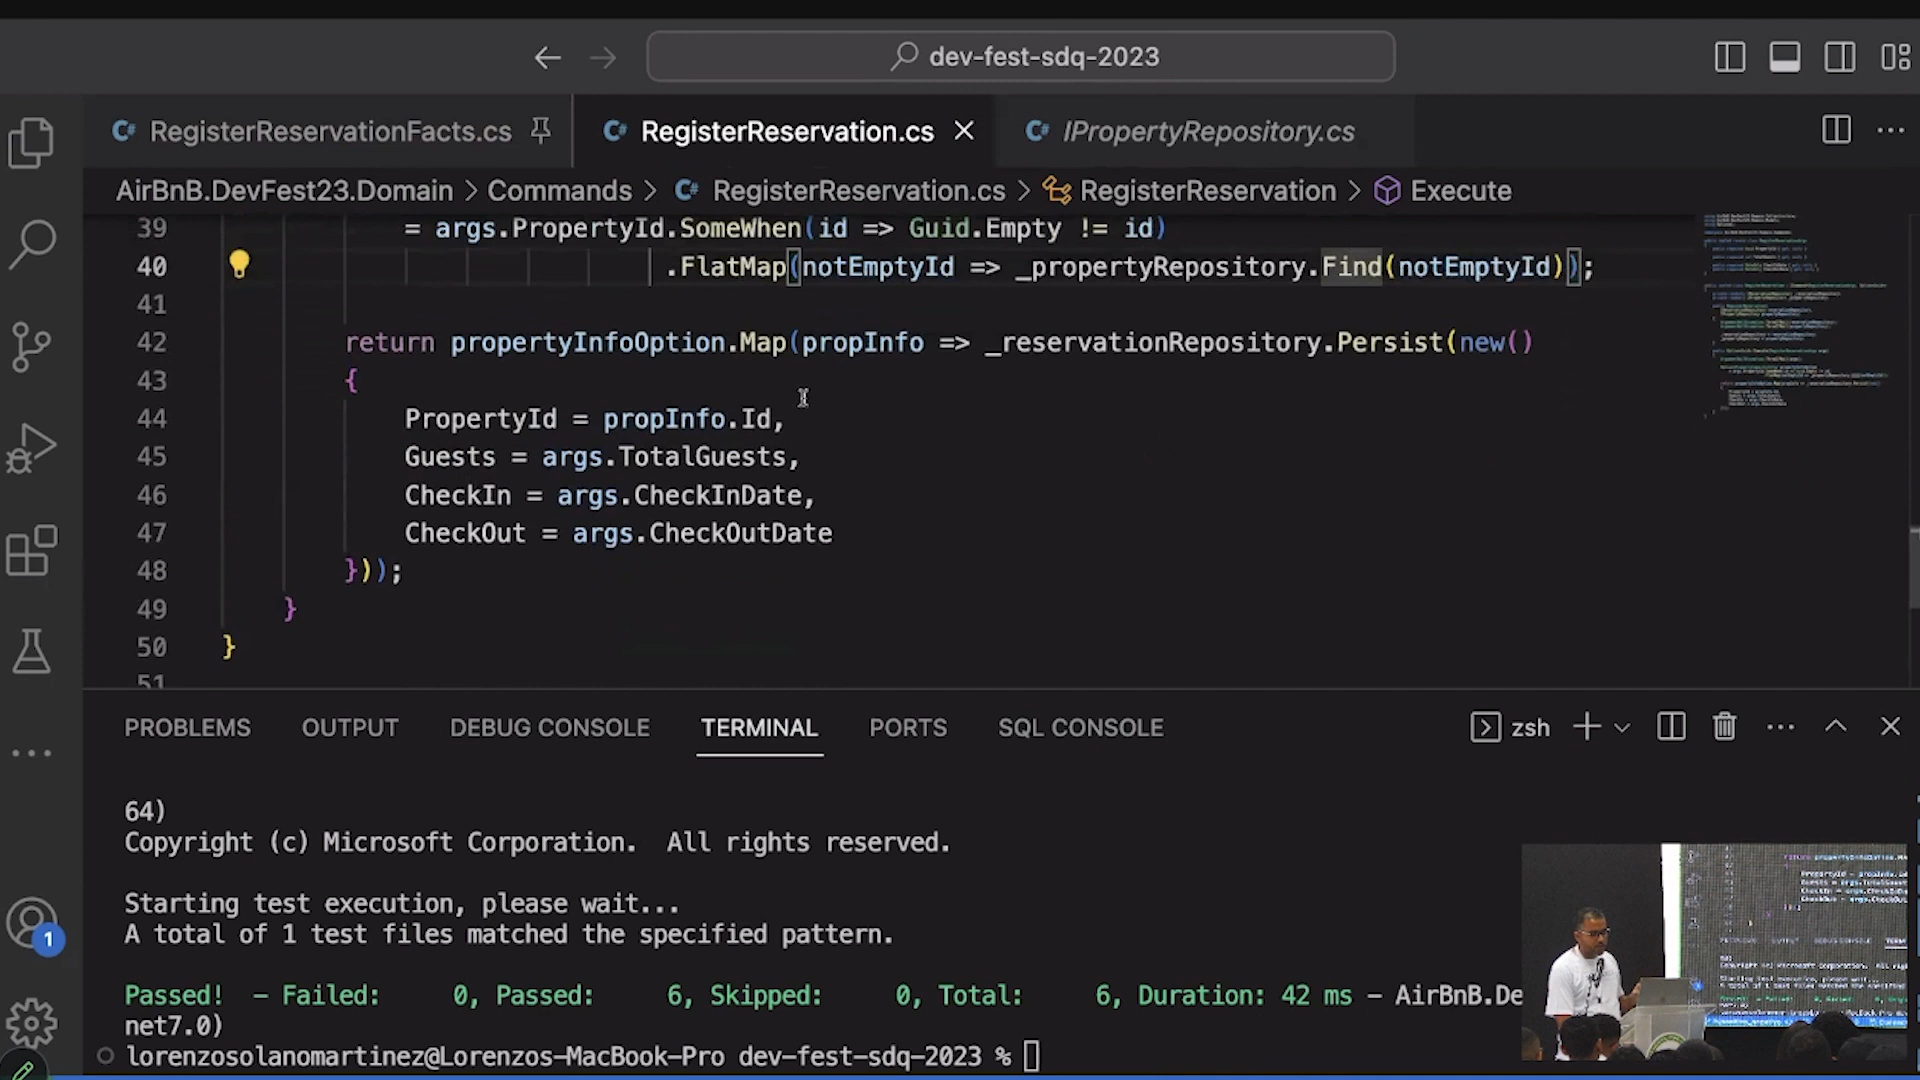 dev-fest-sdq-2023
RegisterReservationFacts.cs
RegisterReservation.cs
IPropertyRepository.cs
AirBnB.DevFest23.Domain > Commands > RegisterReservation.cs > RegisterReservation > Execute
39 = args.PropertyId.SomeWhen(id => Guid.Empty != id)
40 .FlatMap(notEmptyId => _propertyRepository.Find(notEmptyId));
41
42 return propertyInfoOption.Map(propInfo => _reservationRepository.Persist(new()
43 {
44 PropertyId = propInfo.Id,
45 Guests = args.TotalGuests,
46 CheckIn = args.CheckInDate,
47 CheckOut = args.CheckOutDate
48 }));
49 }
50 }
51
PROBLEMS OUTPUT DEBUG CONSOLE TERMINAL PORTS SQL CONSOLE zsh
64)
Copyright (c) Microsoft Corporation. All rights reserved.
Starting test execution, please wait...
A total of 1 test files matched the specified pattern.
Passed! - Failed: 0, Passed: 6, Skipped: 0, Total: 6, Duration: 42 ms - AirBnB.De
net7.0)
lorenzosolanomartinez@Lorenzos-MacBook-Pro dev-fest-sdq-2023 %
1